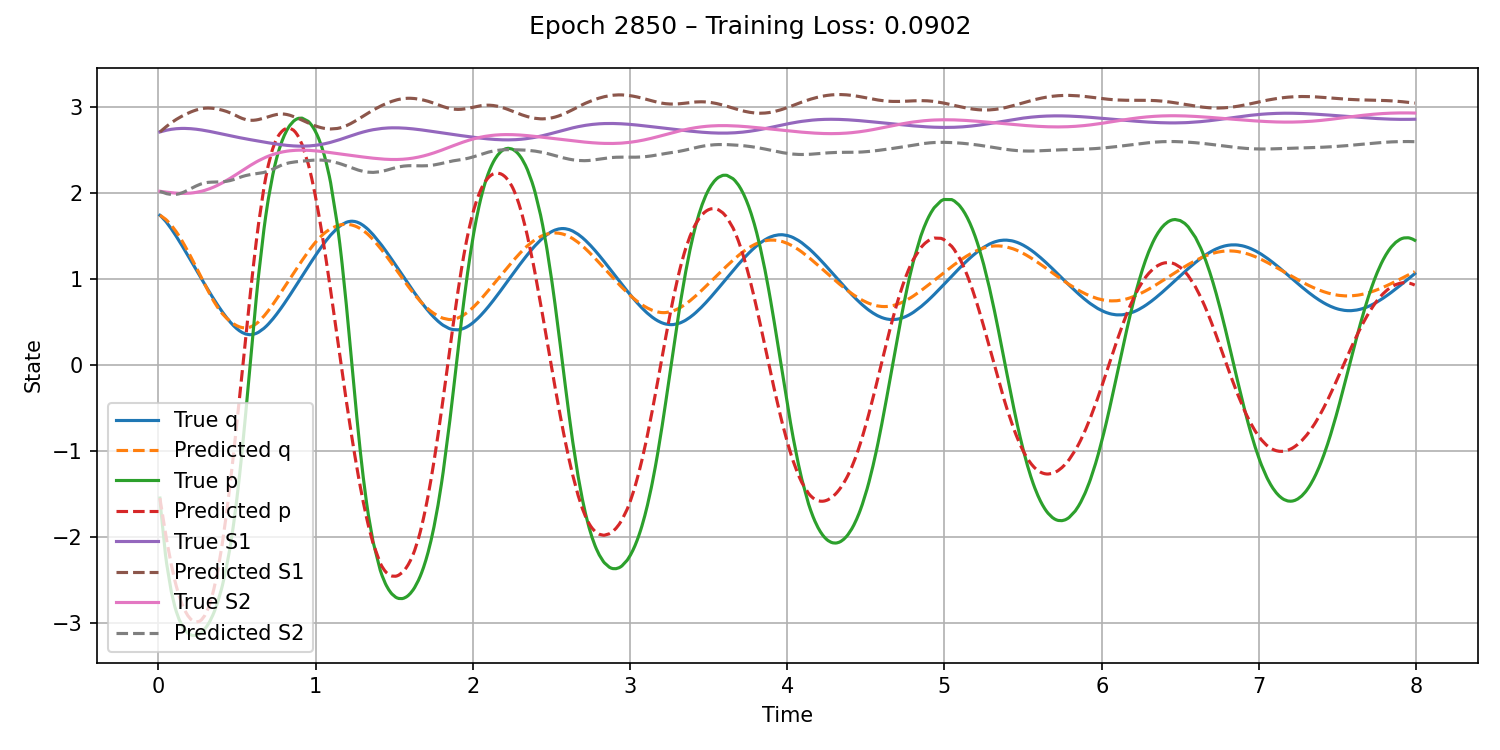 Epoch 2850 – Training Loss: 0.0902
State
3
2
1
0
−1
−2
−3
True q
Predicted q
True p
Predicted p
True S1
Predicted S1
True S2
Predicted S2
0 1 2 3 4 5 6 7 8
Time